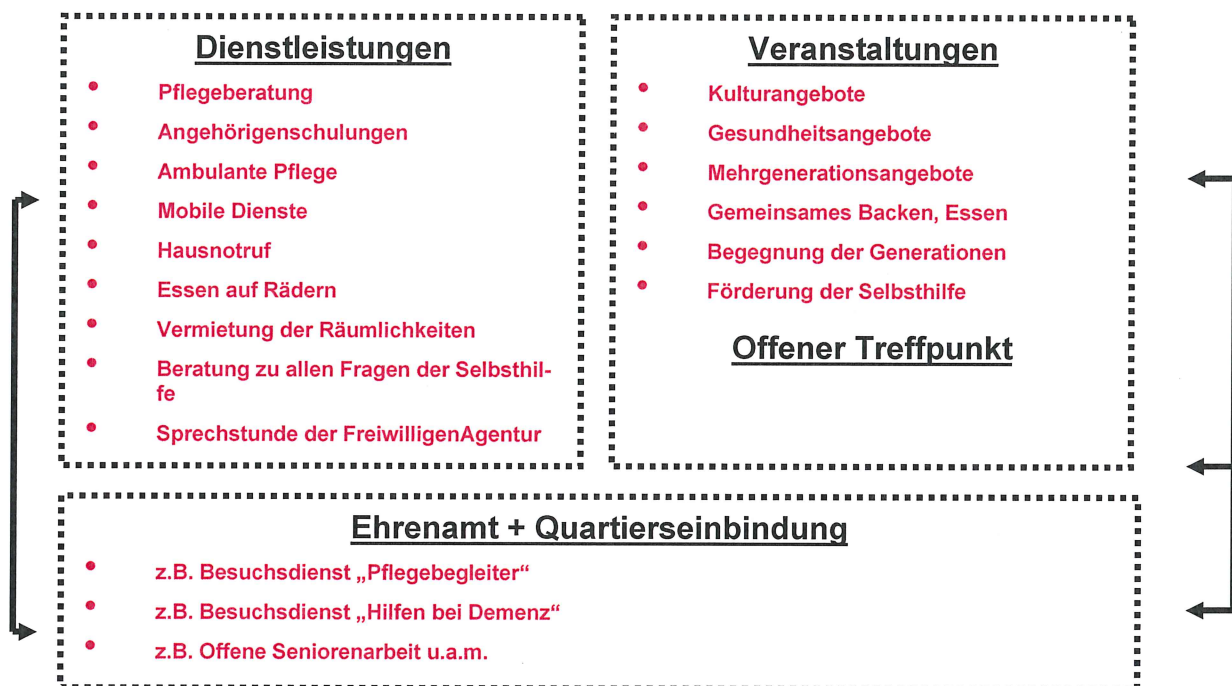 Dienstleistungen
• Pflegeberatung
• Angehörigenschulungen
• Ambulante Pflege
• Mobile Dienste
• Hausnotruf
• Essen auf Rädern
• Vermietung der Räumlichkeiten
• Beratung zu allen Fragen der Selbsthil-
fe
• Sprechstunde der FreiwilligenAgentur
Veranstaltungen
• Kulturangebote
• Gesundheitsangebote
• Mehrgenerationsangebote
• Gemeinsames Backen, Essen
• Begegnung der Generationen
• Förderung der Selbsthilfe
Offener Treffpunkt
Ehrenamt + Quartierseinbindung
• z.B. Besuchsdienst „Pflegebegleiter“
• z.B. Besuchsdienst „Hilfen bei Demenz“
• z.B. Offene Seniorenarbeit u.a.m.